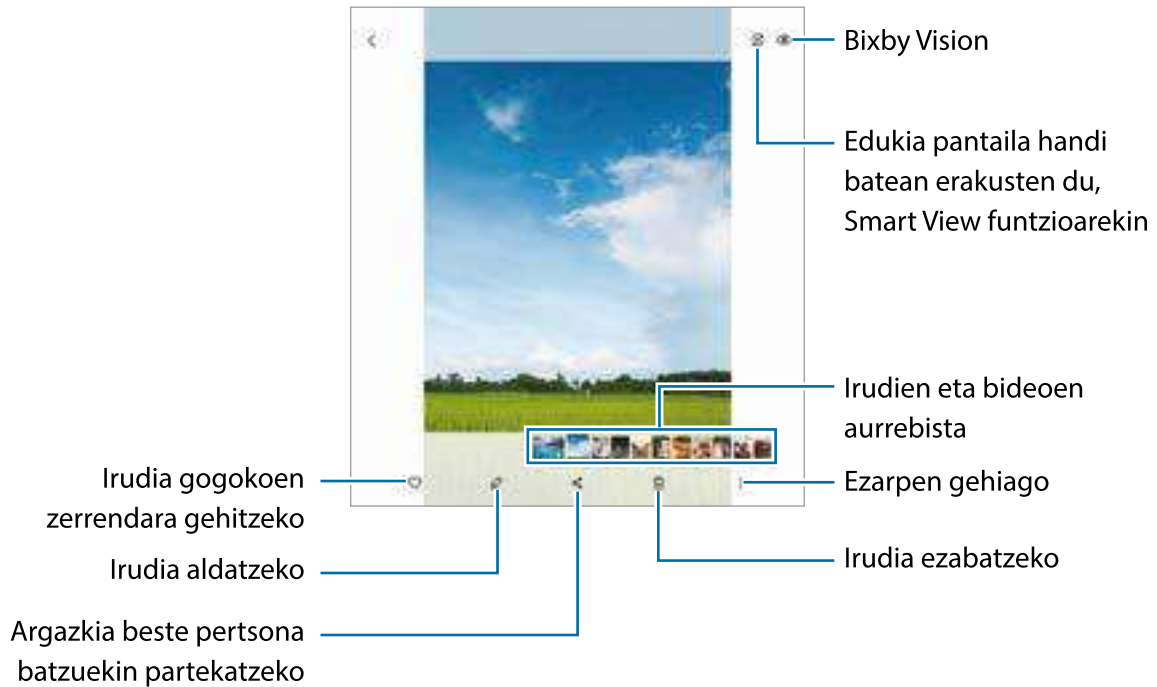 Bixby Vision
Edukia pantaila handi
batean erakusten du,
Smart View funtzioarekin
Irudien eta bideoen
aurrebista
Ezarpen gehiago
Irudia ezabatzeko
Irudia gogokoen
zerrendara gehitzeko
Irudia aldatzeko
Argazkia beste pertsona
batzuekin partekatzeko